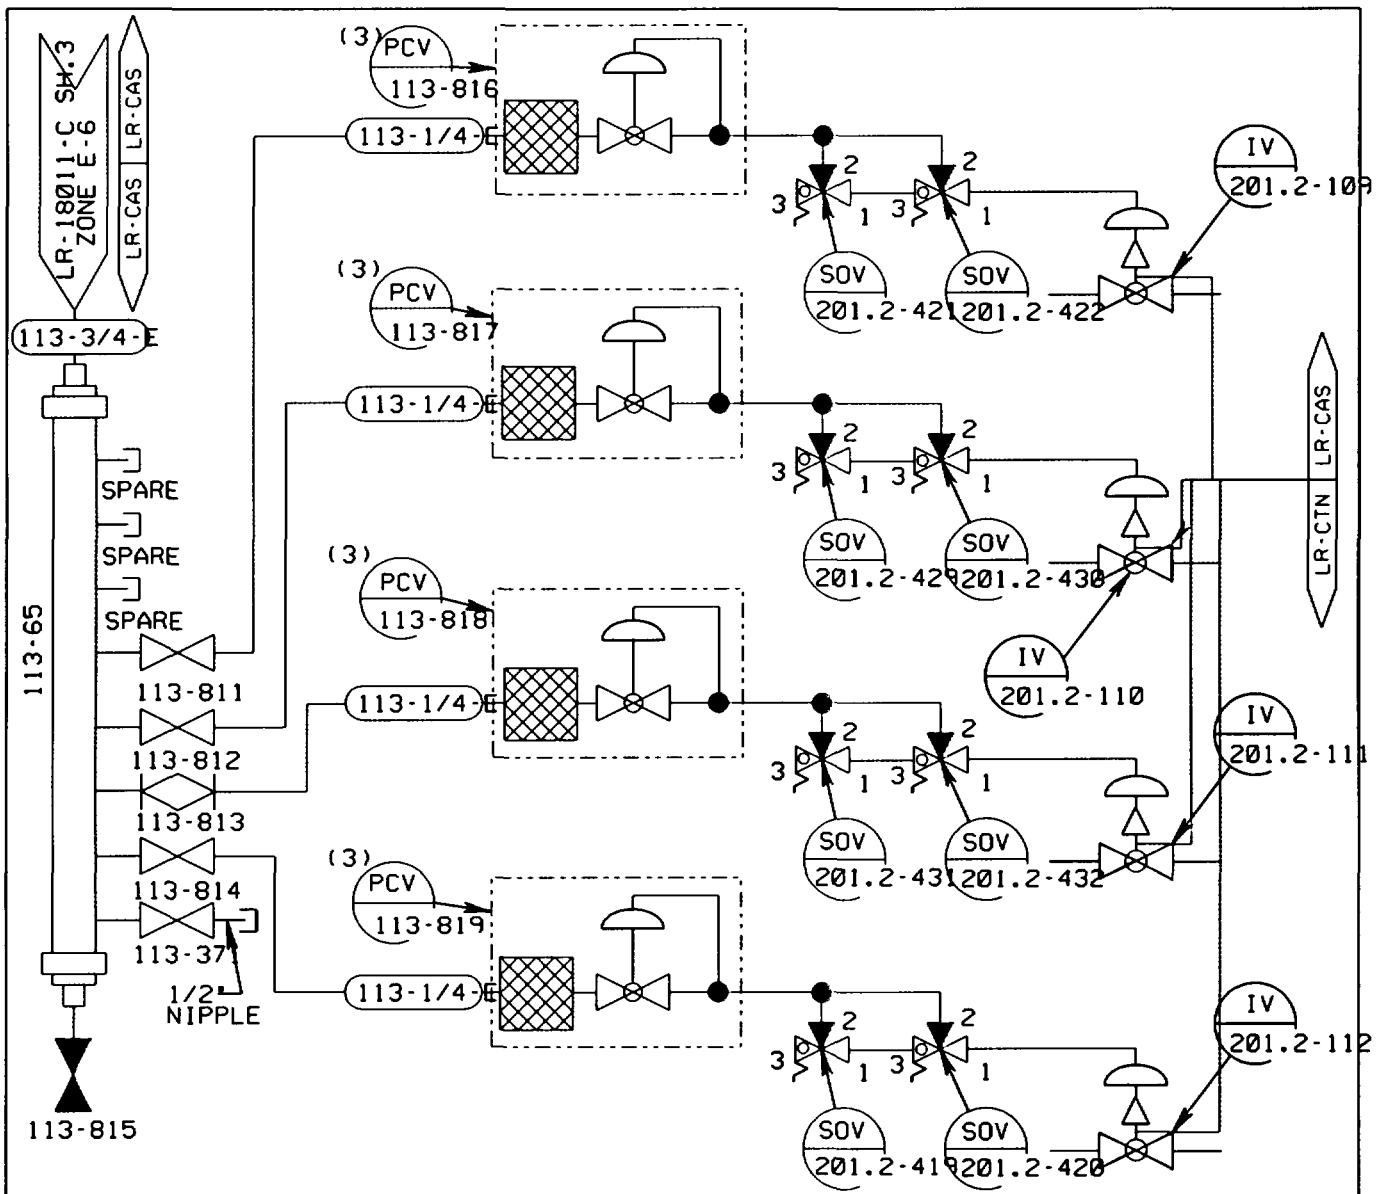 LR-18011-C SH.3
ZONE E-6
LR-CAS LR-CAS
113-3/4-E
113-65
SPARE
SPARE
SPARE
113-811
113-812
113-813
113-814
113-37
1/2"
NIPPLE
113-815
(3)
PCV
113-816
113-1/4-E
2
2
3
1
3
1
SOV
201.2-421
SOV
201.2-422
IV
201.2-109
(3)
PCV
113-817
113-1/4-E
2
2
3
1
3
1
SOV
201.2-429
SOV
201.2-430
IV
201.2-110
LR-CTN LR-CAS
(3)
PCV
113-818
113-1/4-E
2
2
3
1
3
1
SOV
201.2-431
SOV
201.2-432
IV
201.2-111
(3)
PCV
113-819
113-1/4-E
2
2
3
1
3
1
SOV
201.2-419
SOV
201.2-420
IV
201.2-112